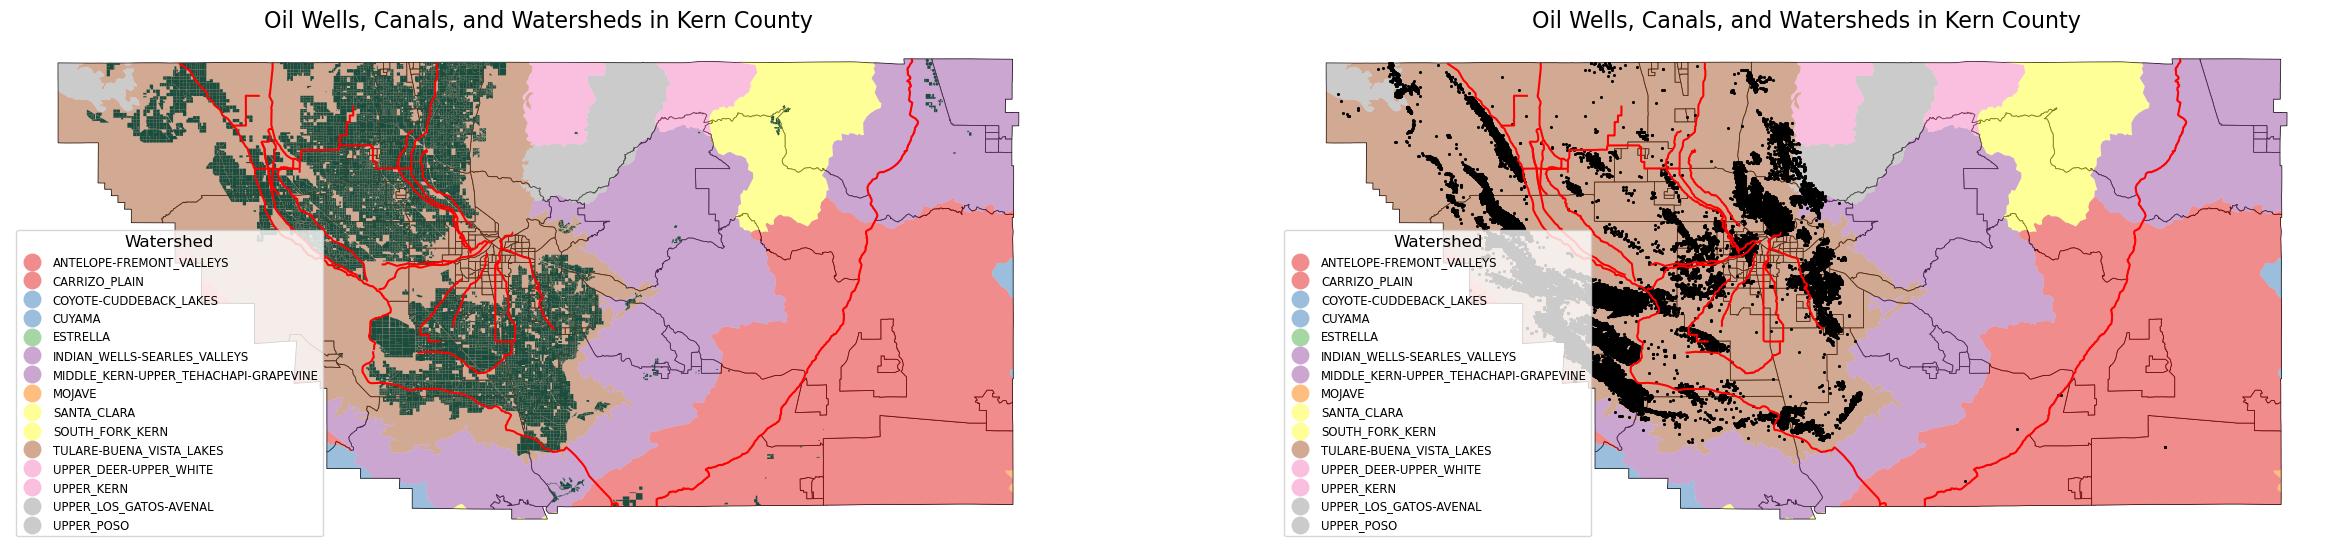 Oil Wells, Canals, and Watersheds in Kern County
Watershed
ANTELOPE-FREMONT_VALLEYS
CARRIZO_PLAIN
COYOTE-CUDDEBACK_LAKES
CUYAMA
ESTRELLA
INDIAN_WELLS-SEARLES_VALLEYS
MIDDLE_KERN-UPPER_TEHACHAPI-GRAPEVINE
MOJAVE
SANTA_CLARA
SOUTH_FORK_KERN
TULARE-BUENA_VISTA_LAKES
UPPER_DEER-UPPER_WHITE
UPPER_KERN
UPPER_LOS_GATOS-AVENAL
UPPER_POSO
Oil Wells, Canals, and Watersheds in Kern County
Watershed
ANTELOPE-FREMONT_VALLEYS
CARRIZO_PLAIN
COYOTE-CUDDEBACK_LAKES
CUYAMA
ESTRELLA
INDIAN_WELLS-SEARLES_VALLEYS
MIDDLE_KERN-UPPER_TEHACHAPI-GRAPEVINE
MOJAVE
SANTA_CLARA
SOUTH_FORK_KERN
TULARE-BUENA_VISTA_LAKES
UPPER_DEER-UPPER_WHITE
UPPER_KERN
UPPER_LOS_GATOS-AVENAL
UPPER_POSO